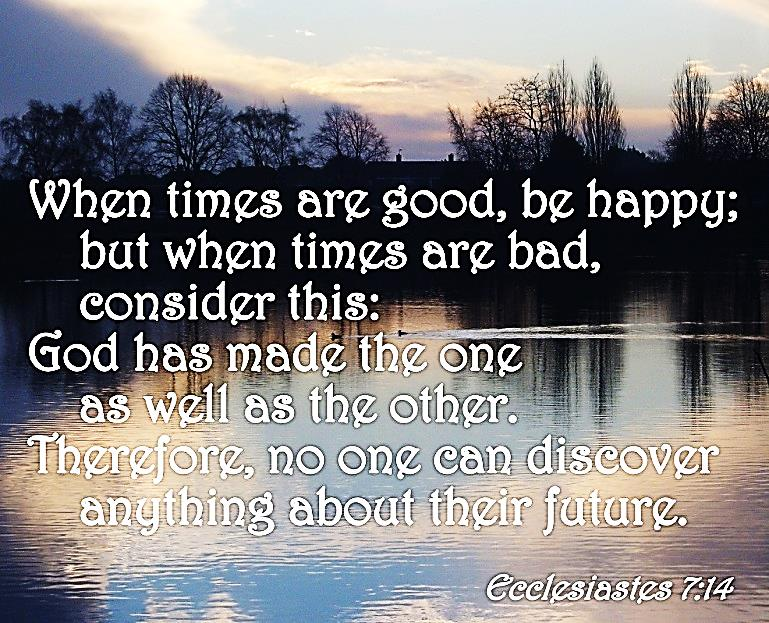 When times are good, be happy;
but when times are bad,
consider this:
God has made the one
as well as the other.
Therefore, no one can discover
anything about their future.
Ecclesiastes 7:14